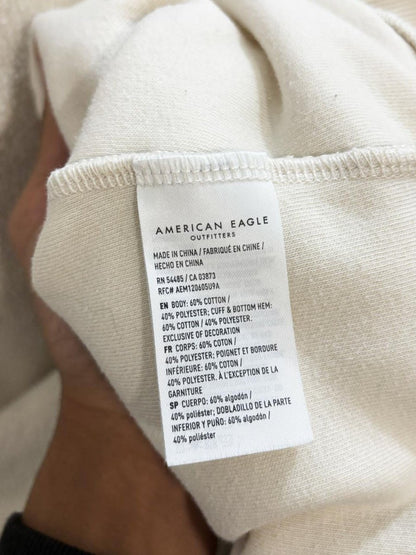 AMERICAN EAGLE
OUTFITTERS
MADE IN CHINA / FABRIQUÉ EN CHINE /
HECHO EN CHINA
RN 54485 / CA 03873
RFC# AEM120605U9A
EN BODY: 60% COTTON /
40% POLYESTER; CUFF & BOTTOM HEM:
60% COTTON / 40% POLYESTER.
EXCLUSIVE OF DECORATION
FR CORPS: 60% COTON /
40% POLYESTER; POIGNET ET BORDURE
INFÉRIEURE: 60% COTON /
40% POLYESTER. À L'EXCEPTION DE LA
GARNITURE
SP CUERPO: 60% algodón /
40% poliéster; DOBLADILLO DE LA PARTE
INFERIOR Y PUÑO: 60% algodón /
40% poliéster